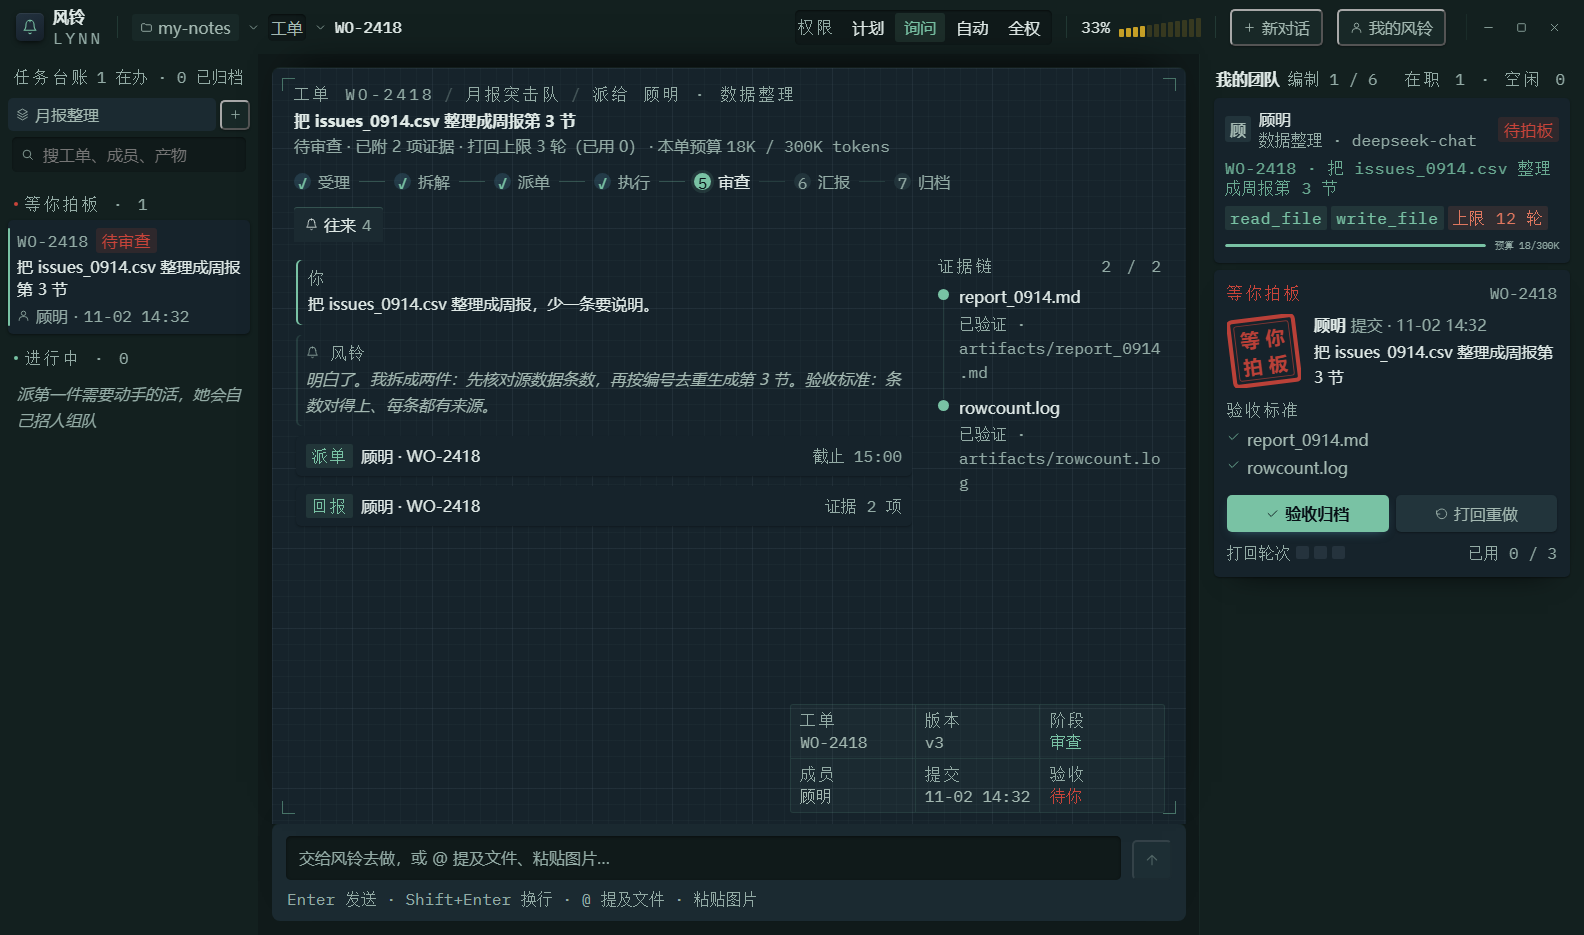 风铃
LYNN
my-notes
工单
WO-2418
权限 计划 询问 自动 全权
33%
+ 新对话
我的风铃
任务台账 1 在办 · 0 已归档
月报整理
搜工单、成员、产物
等你拍板 · 1
WO-2418 待审查
把 issues_0914.csv 整理成周报
第 3 节
顾明 · 11-02 14:32
进行中 · 0
派第一件需要动手的活，她会自
己招人组队
工单 WO-2418 / 月报突击队 / 派给 顾明 · 数据整理
把 issues_0914.csv 整理成周报第 3 节
待审查 · 已附 2 项证据 · 打回上限 3 轮（已用 0） · 本单预算 18K / 300K tokens
受理 拆解 派单 执行 5 审查 6 汇报 7 归档
往来 4
你
把 issues_0914.csv 整理成周报，少一条要说明。
风铃
明白了。我拆成两件：先核对源数据条数，再按编号去重生成第 3 节。验收标准：条
数对得上、每条都有来源。
派单 顾明 · WO-2418 截止 15:00
回报 顾明 · WO-2418 证据 2 项
证据链 2 / 2
report_0914.md
已验证 ·
artifacts/report_0914
.md
rowcount.log
已验证 ·
artifacts/rowcount.lo
g
工单 版本 阶段
WO-2418 v3 审查
成员 提交 验收
顾明 11-02 14:32 待你
交给风铃去做，或 @ 提及文件、粘贴图片...
Enter 发送 · Shift+Enter 换行 · @ 提及文件 · 粘贴图片
我的团队 编制 1 / 6 在职 1 · 空闲 0
顾 顾明 待拍板
数据整理 · deepseek-chat
WO-2418 · 把 issues_0914.csv 整理
成周报第 3 节
read_file write_file 上限 12 轮
预算 18/300K
等你拍板 WO-2418
等你
拍板
顾明 提交 · 11-02 14:32
把 issues_0914.csv 整理成周报第
3 节
验收标准
report_0914.md
rowcount.log
验收归档 打回重做
打回轮次 已用 0 / 3